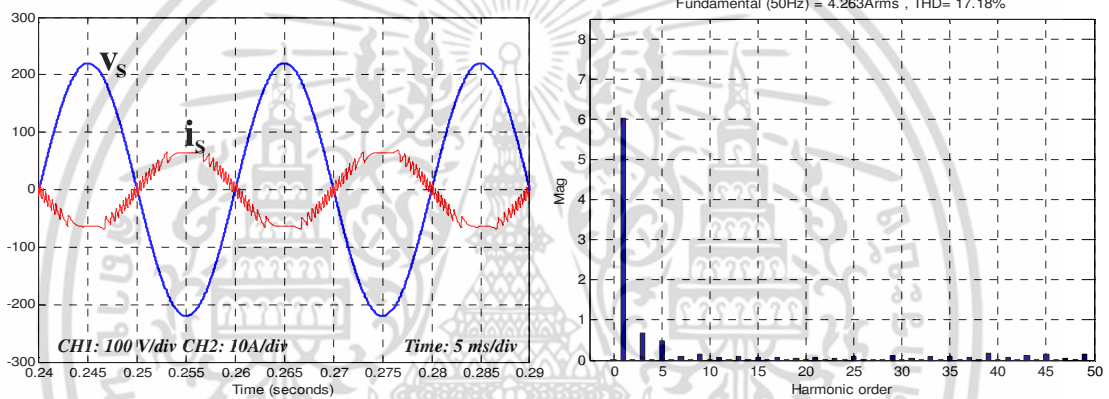 Fundamental (50Hz) = 4.263Arms , THD= 17.18%
300
200
100
0
-100
-200
-300
vs
is
CH1: 100 V/div CH2: 10A/div
Time: 5 ms/div
0.24 0.245 0.25 0.255 0.26 0.265 0.27 0.275 0.28 0.285 0.29
Time (seconds)
8
7
6
5
4
3
2
1
0
Mag
0 5 10 15 20 25 30 35 40 45 50
Harmonic order